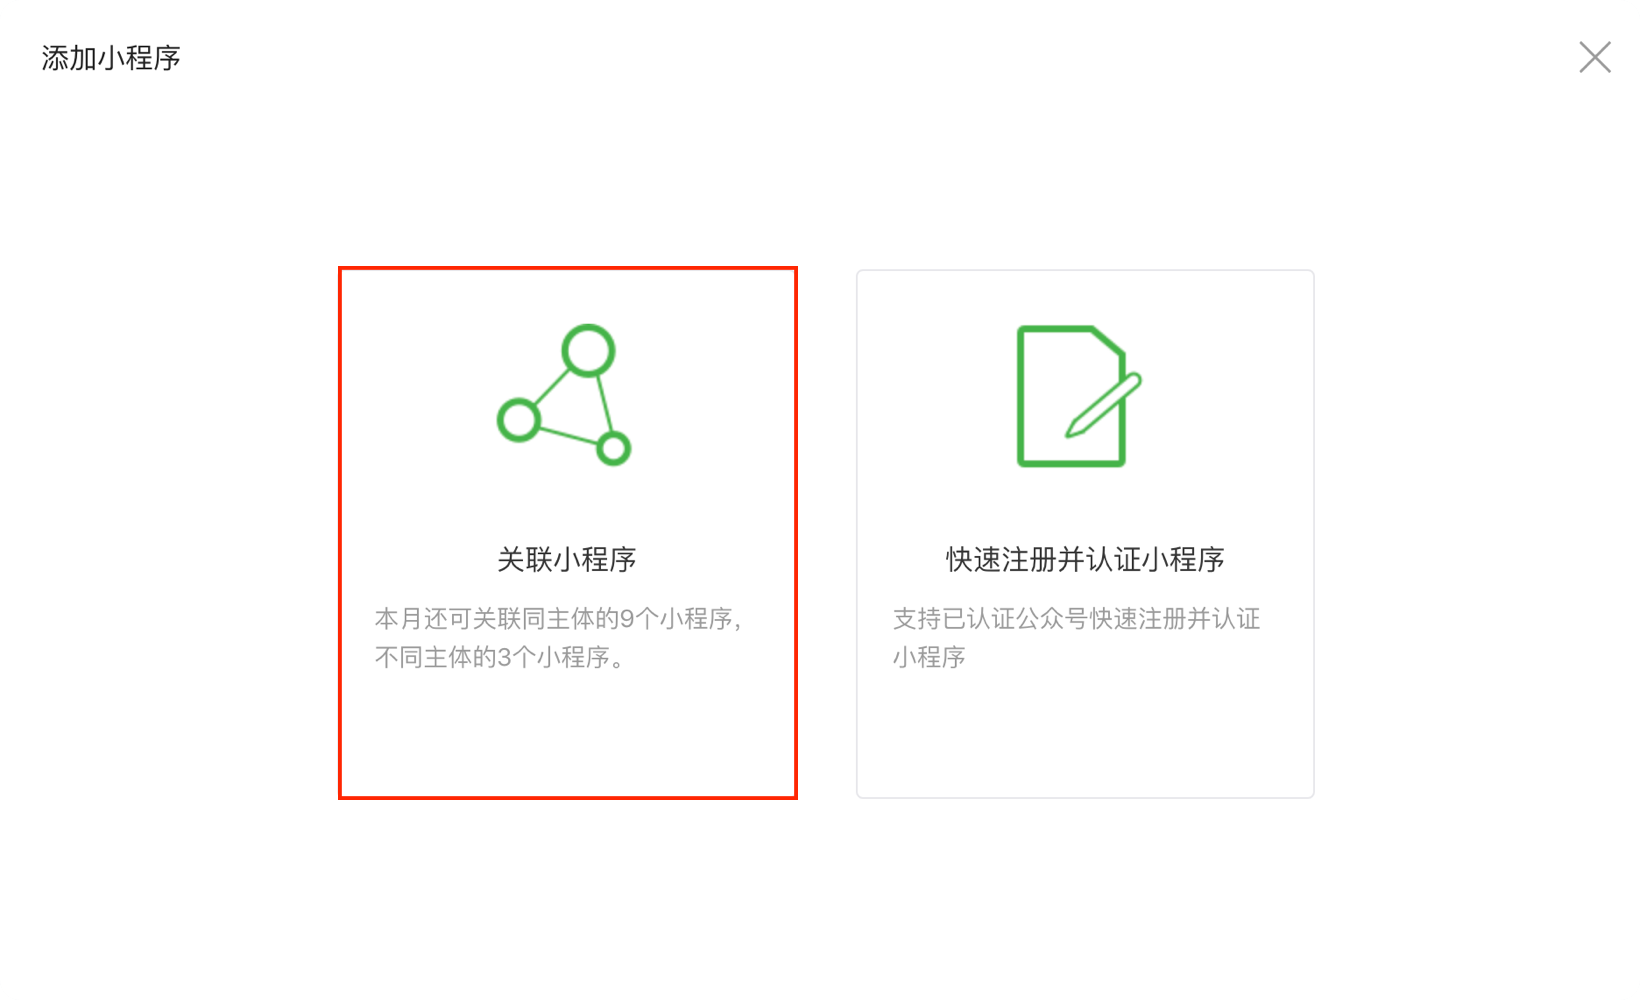 添加小程序
关联小程序
本月还可关联同主体的9个小程序，
不同主体的3个小程序。
快速注册并认证小程序
支持已认证公众号快速注册并认证
小程序